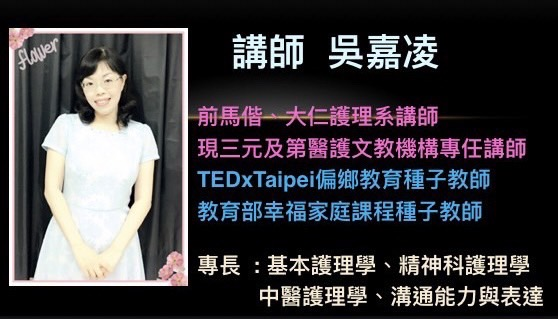 flower
講師 吳嘉凌
前馬偕、大仁護理系講師
現三元及第醫護文教機構專任講師
TEDxTaipei偏鄉教育種子教師
教育部幸福家庭課程種子教師
專長 : 基本護理學、精神科護理學
中醫護理學、溝通能力與表達